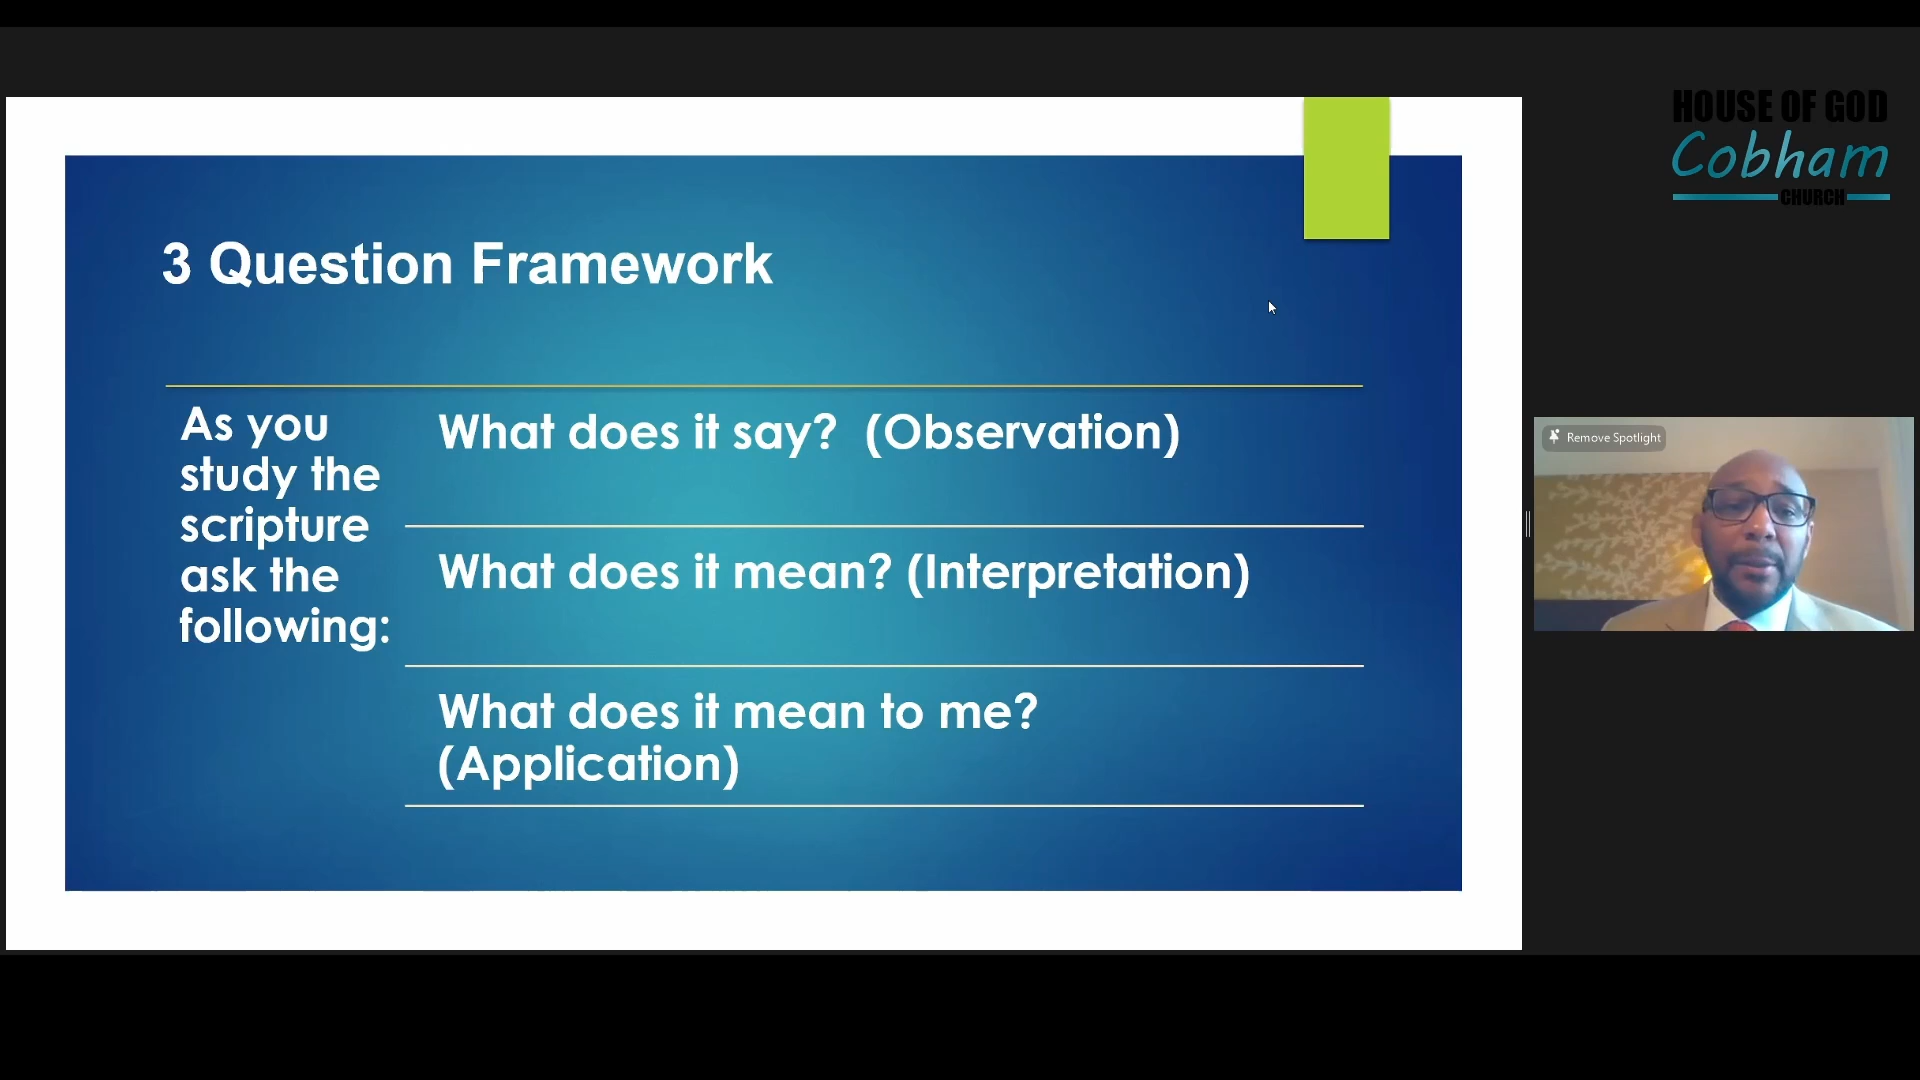 HOUSE OF GOD
Cobham
CHURCH
3 Question Framework
As you
study the
scripture
ask the
following:
What does it say?  (Observation)
What does it mean? (Interpretation)
What does it mean to me?
(Application)
Remove Spotlight